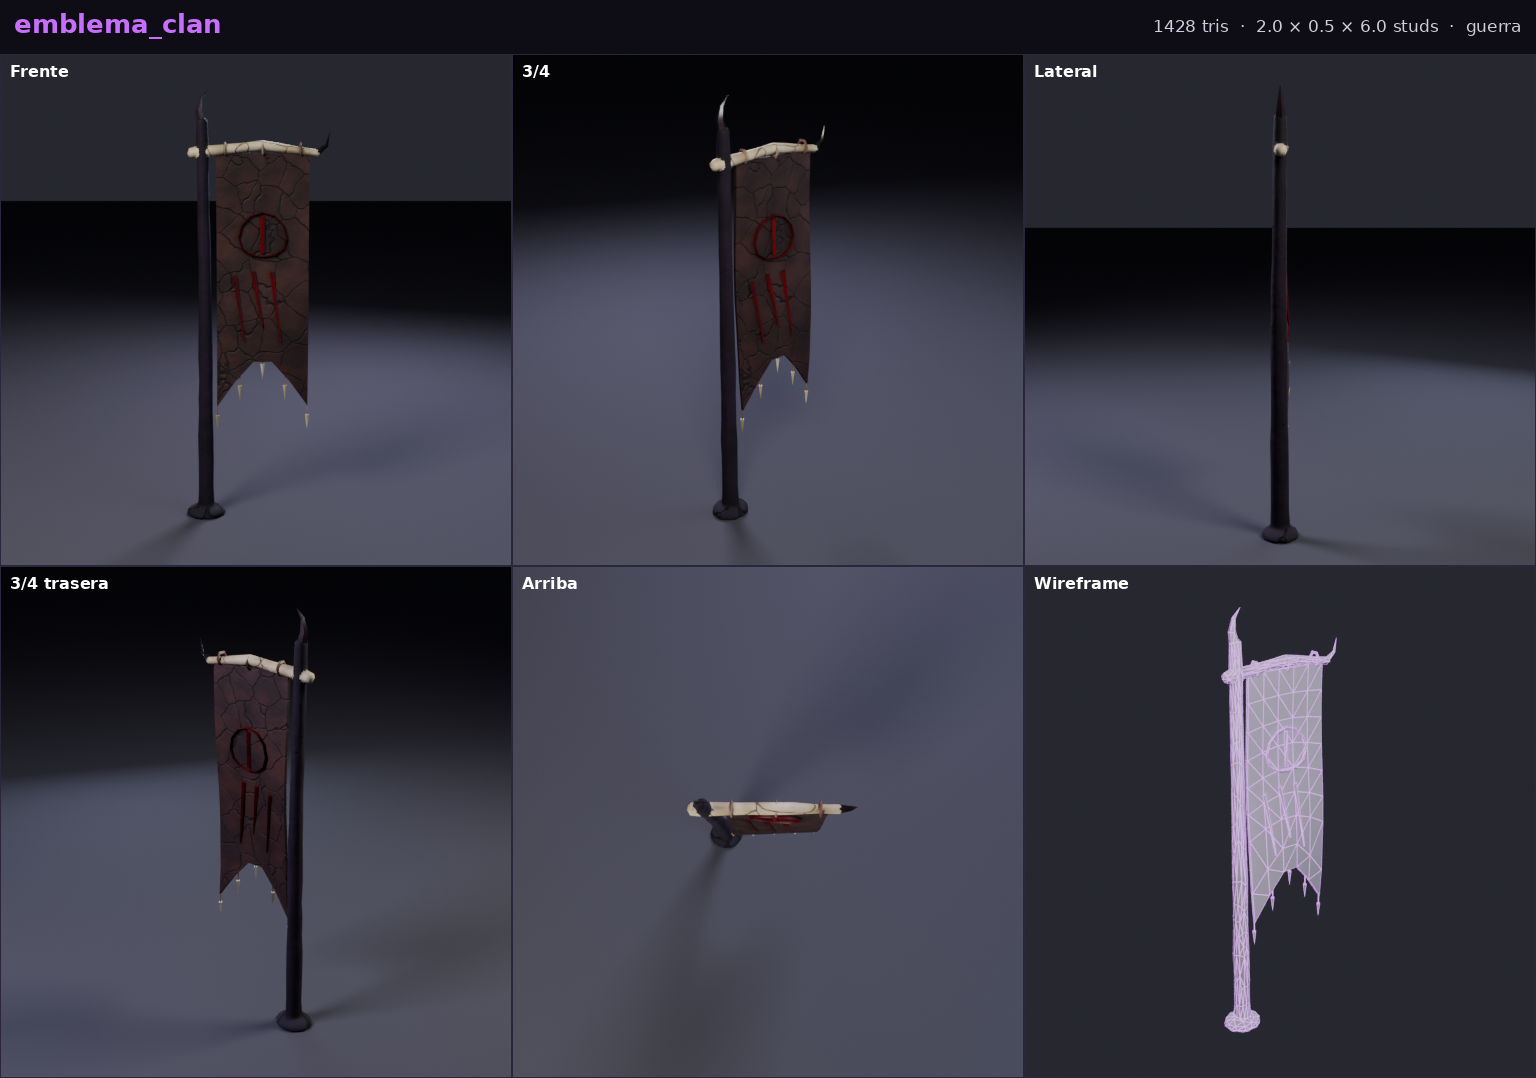 emblema_clan
1428 tris · 2.0 × 0.5 × 6.0 studs · guerra
Frente
3/4
Lateral
3/4 trasera
Arriba
Wireframe